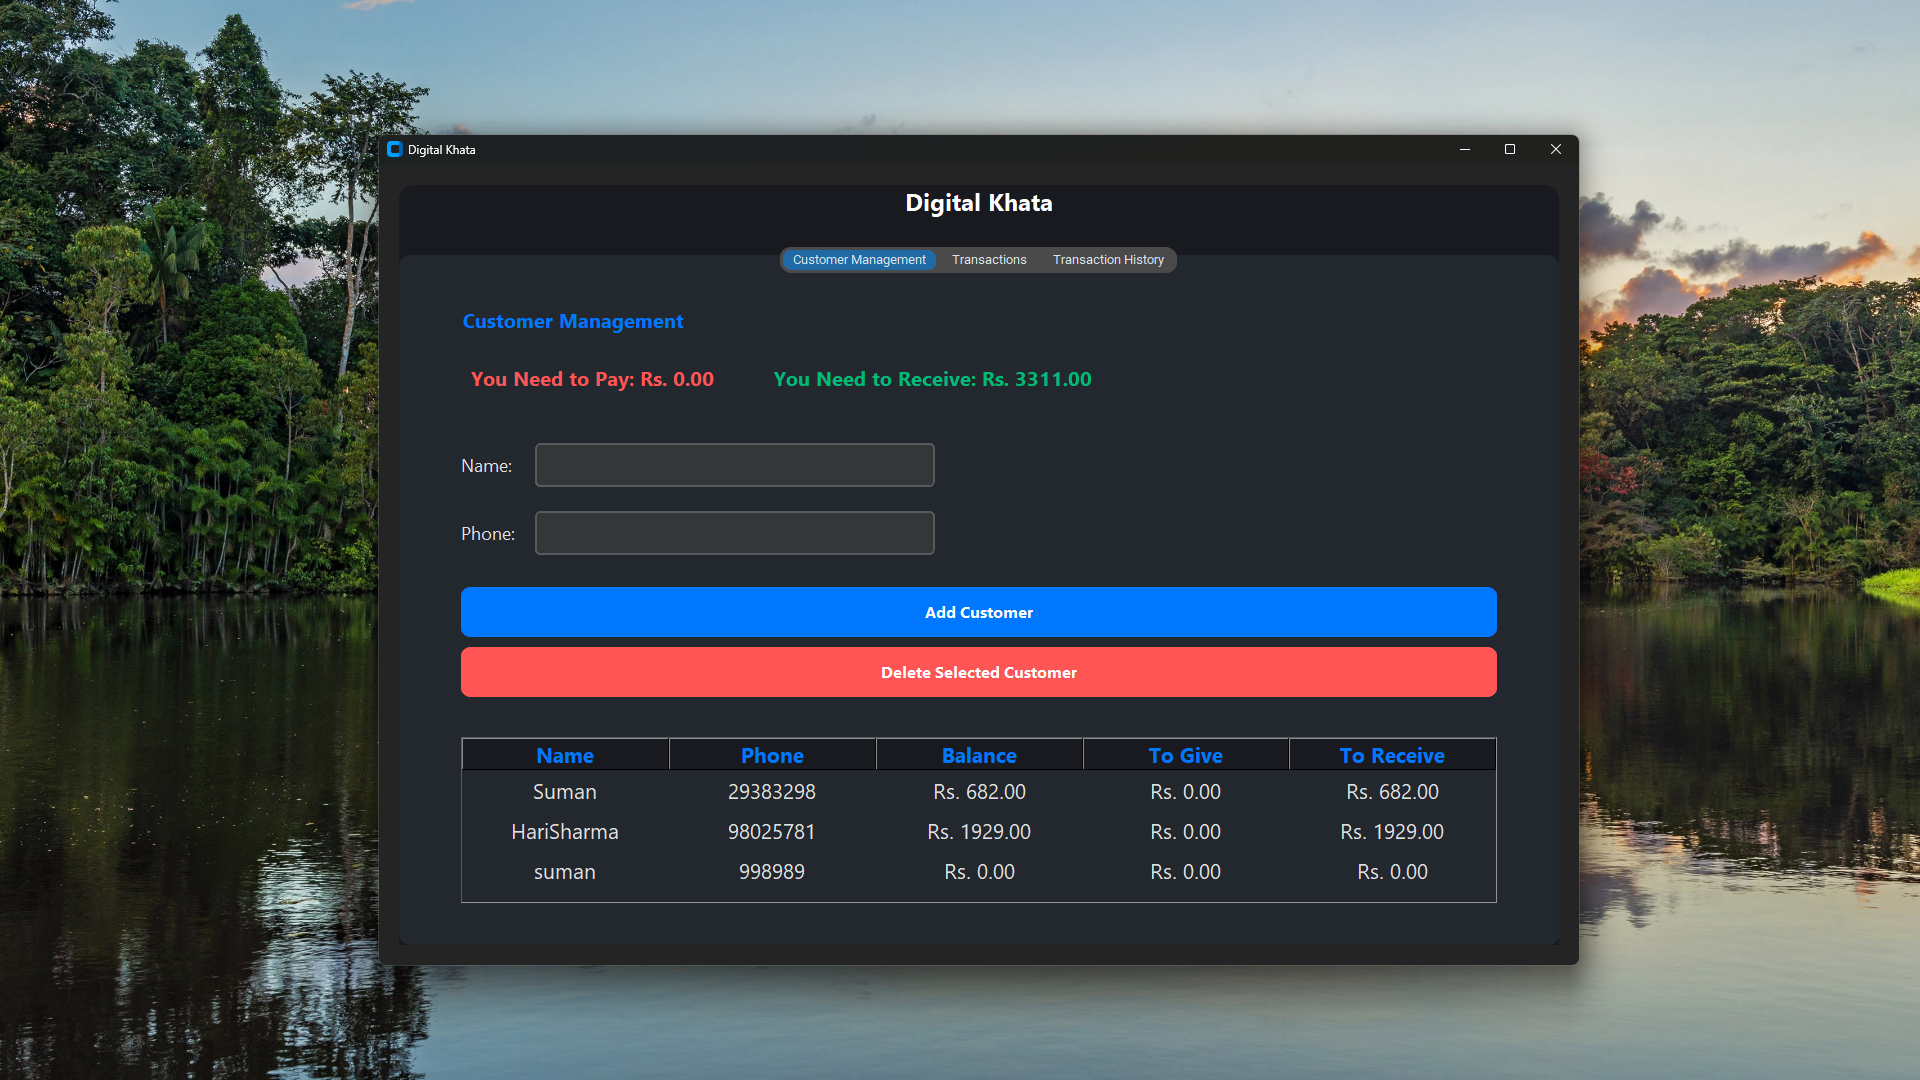 Digital Khata
Digital Khata
Customer Management Transactions Transaction History
Customer Management
You Need to Pay: Rs. 0.00 You Need to Receive: Rs. 3311.00
Name:
Phone:
Add Customer
Delete Selected Customer
Name Phone Balance To Give To Receive
Suman 29383298 Rs. 682.00 Rs. 0.00 Rs. 682.00
HariSharma 98025781 Rs. 1929.00 Rs. 0.00 Rs. 1929.00
suman 998989 Rs. 0.00 Rs. 0.00 Rs. 0.00